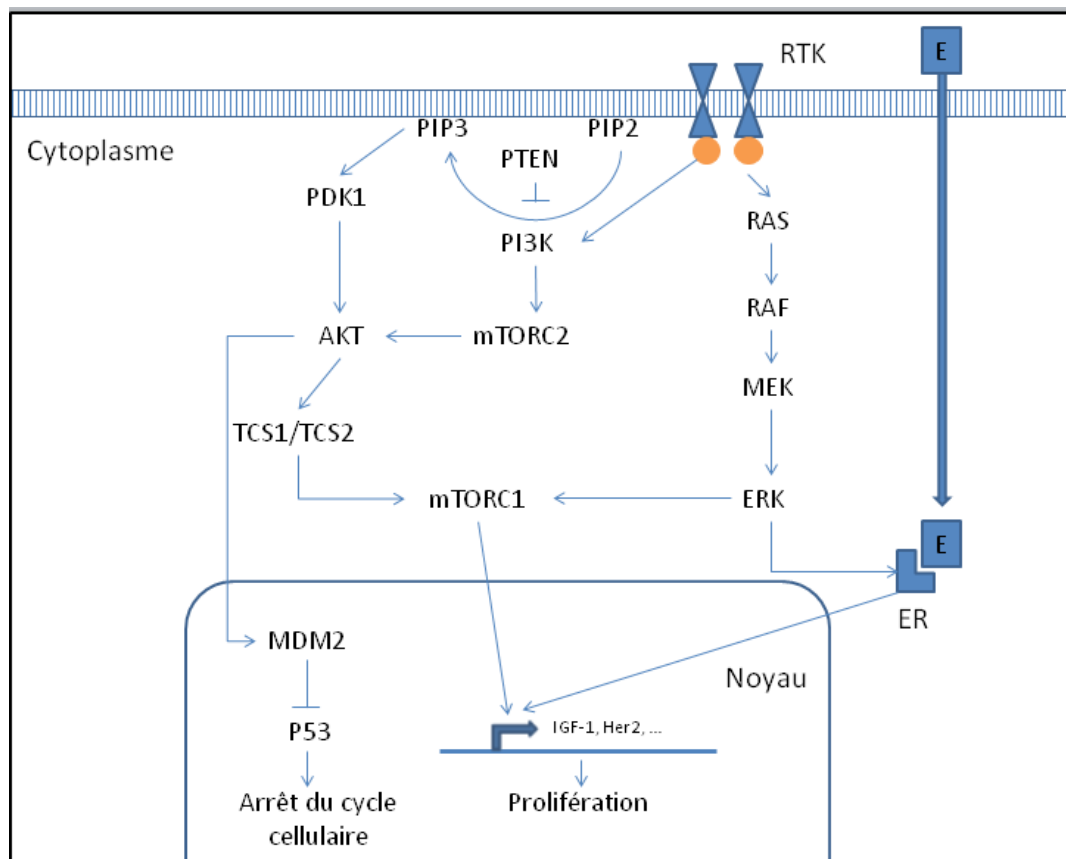 RTK
E
PIP3
PIP2
Cytoplasme
PTEN
PDK1
RAS
PI3K
RAF
AKT
mTORC2
MEK
TCS1/TCS2
mTORC1
ERK
E
ER
MDM2
Noyau
P53
IGF-1, Her2, ...
Arrêt du cycle
cellulaire
Prolifération